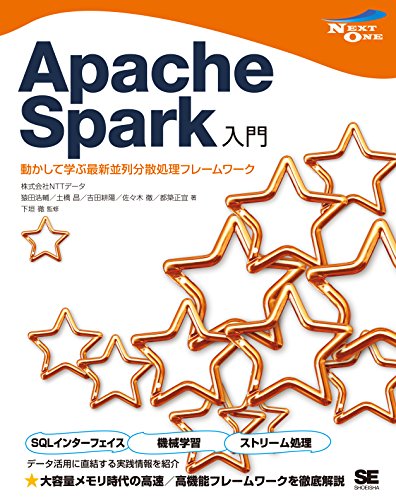 NEXT
ONE
Apache
Spark 入門
動かして学ぶ最新並列分散処理フレームワーク
株式会社NTTデータ
猿田浩輔／土橋 昌／吉田耕陽／佐々木 徹／都築正宜 著
下垣 徹 監修
SQLインターフェイス
機械学習
ストリーム処理
データ活用に直結する実践情報を紹介
★大容量メモリ時代の高速／高機能フレームワークを徹底解説
SE
SHOEISHA